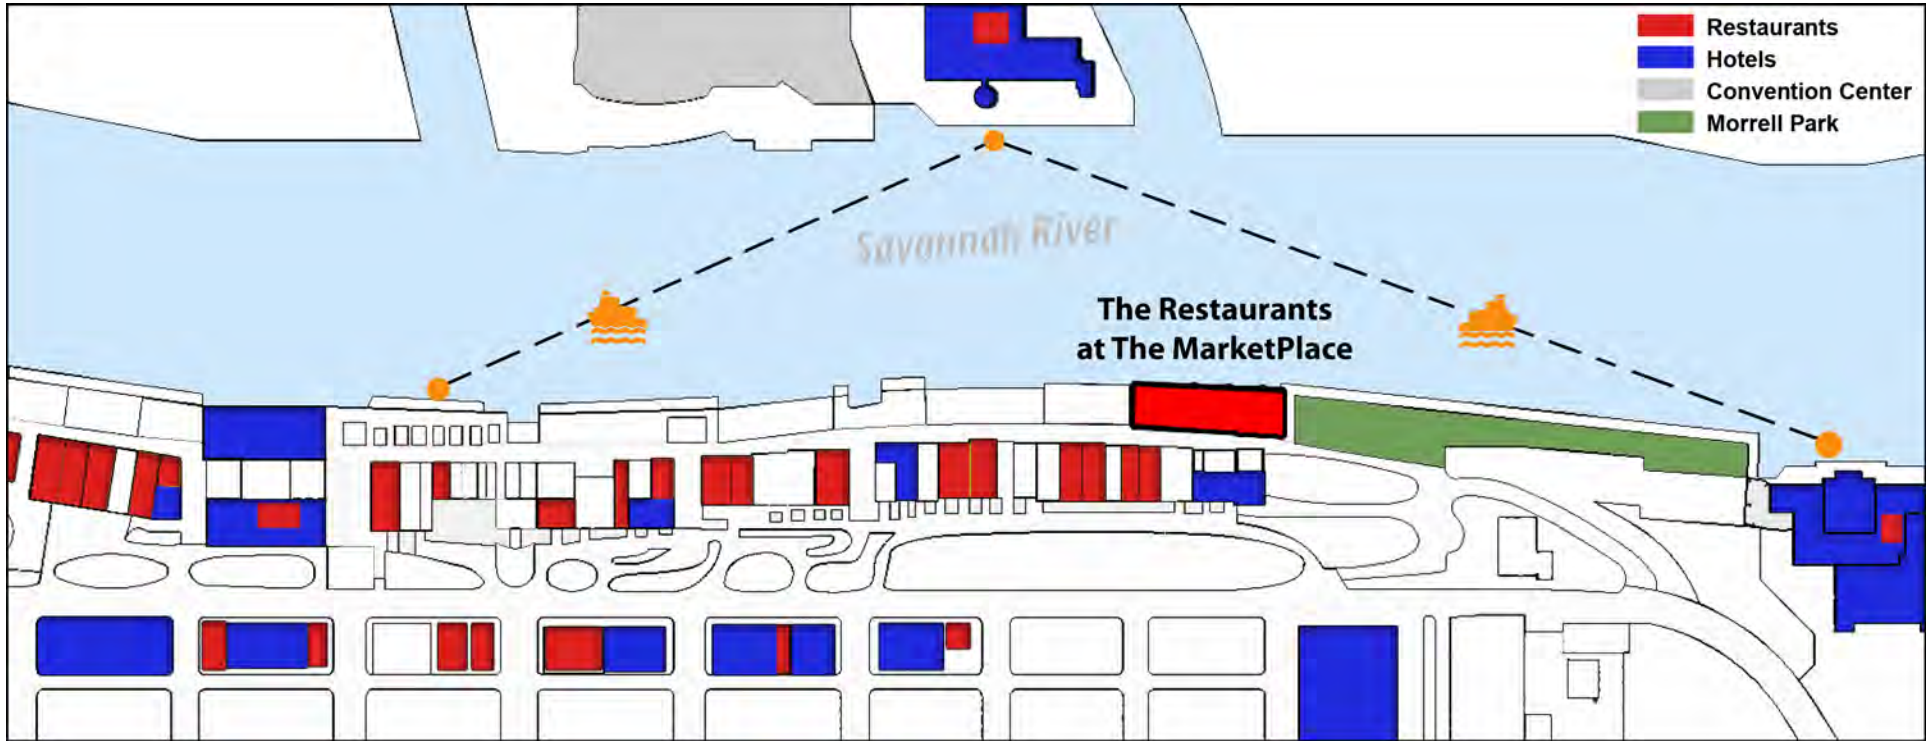 Restaurants
Hotels
Convention Center
Morrell Park
Savannah River
The Restaurants
at The MarketPlace